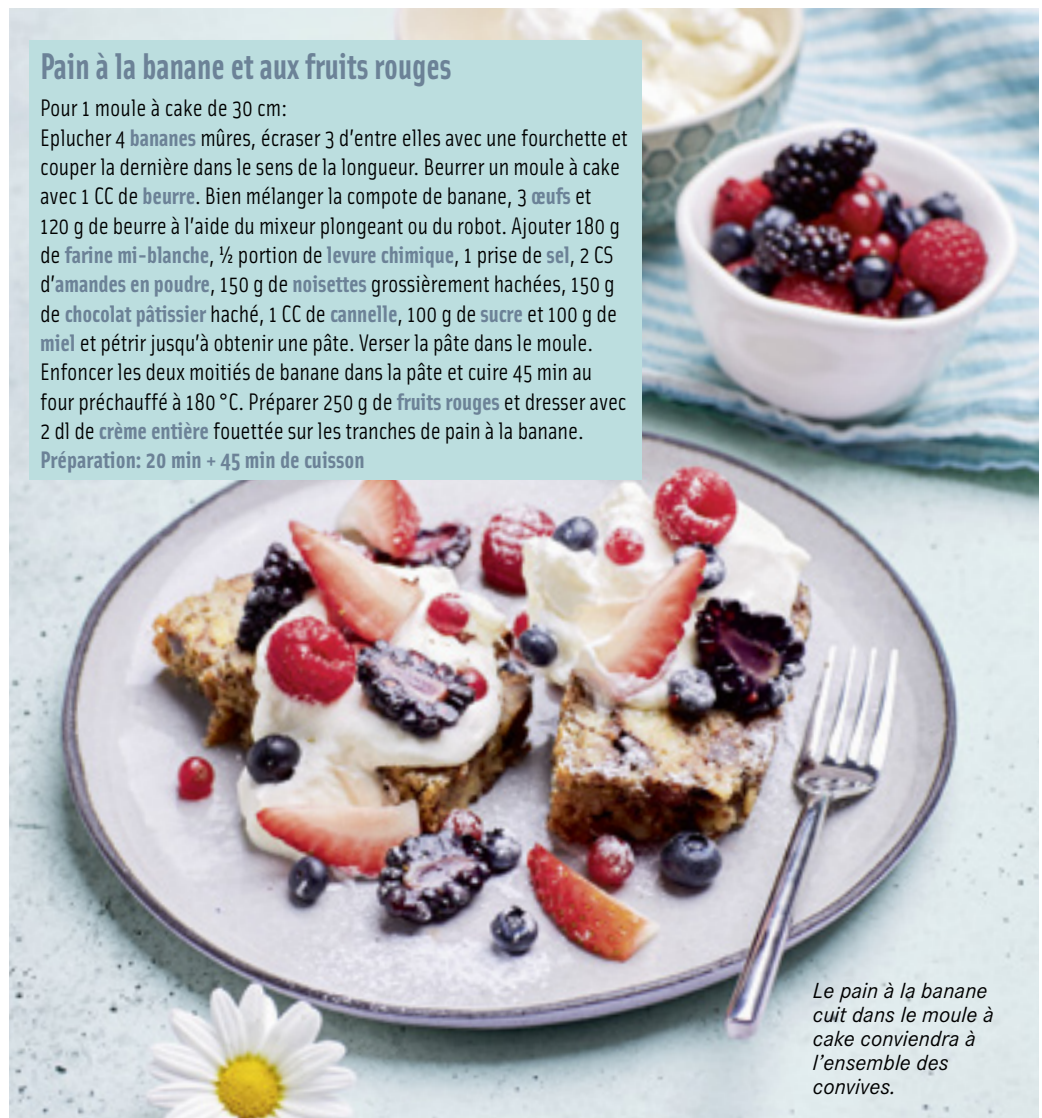 Pain à la banane et aux fruits rouges
Pour 1 moule à cake de 30 cm:
Eplucher 4 bananes mûres, écraser 3 d’entre elles avec une fourchette et
couper la dernière dans le sens de la longueur. Beurrer un moule à cake
avec 1 CC de beurre. Bien mélanger la compote de banane, 3 œufs et
120 g de beurre à l’aide du mixeur plongeant ou du robot. Ajouter 180 g
de farine mi-blanche, ½ portion de levure chimique, 1 prise de sel, 2 CS
d’amandes en poudre, 150 g de noisettes grossièrement hachées, 150 g
de chocolat pâtissier haché, 1 CC de cannelle, 100 g de sucre et 100 g de
miel et pétrir jusqu’à obtenir une pâte. Verser la pâte dans le moule.
Enfoncer les deux moitiés de banane dans la pâte et cuire 45 min au
four préchauffé à 180 °C. Préparer 250 g de fruits rouges et dresser avec
2 dl de crème entière fouettée sur les tranches de pain à la banane.
Préparation: 20 min + 45 min de cuisson
Le pain à la banane
cuit dans le moule à
cake conviendra à
l’ensemble des
convives.